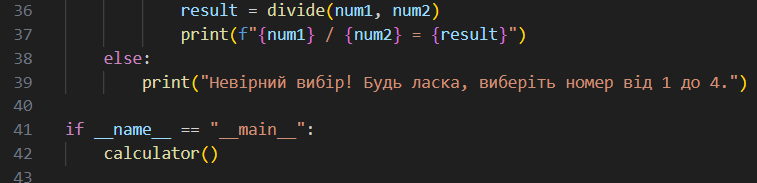 36 result = divide(num1, num2)
37 print(f"{num1} / {num2} = {result}")
38 else:
39 print("Невірний вибір! Будь ласка, виберіть номер від 1 до 4.")
40
41 if __name__ == "__main__":
42 calculator()
43